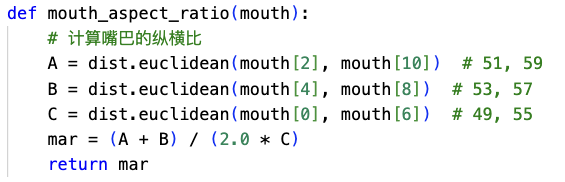 def mouth_aspect_ratio(mouth):
    # 计算嘴巴的纵横比
    A = dist.euclidean(mouth[2], mouth[10])  # 51, 59
    B = dist.euclidean(mouth[4], mouth[8])  # 53, 57
    C = dist.euclidean(mouth[0], mouth[6])  # 49, 55
    mar = (A + B) / (2.0 * C)
    return mar